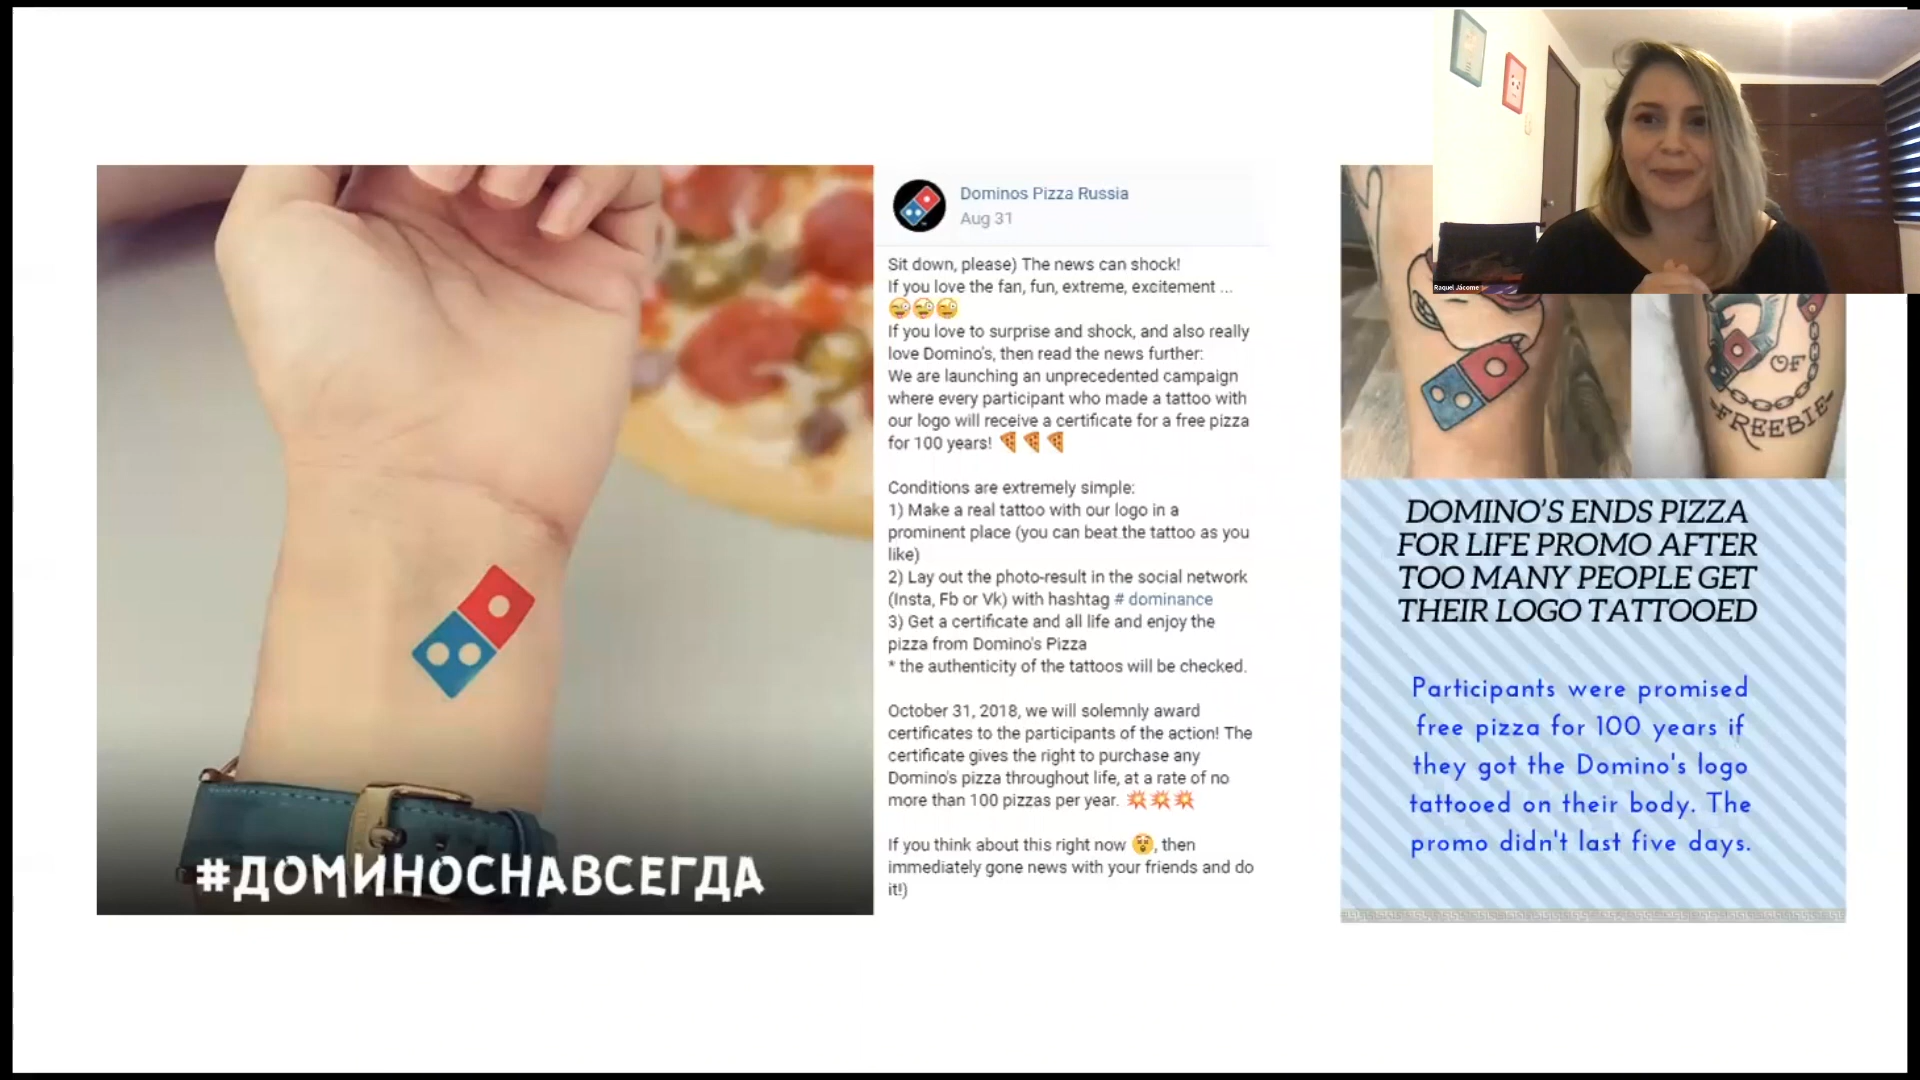 #ДОМИНОСНАВСЕГДА
Dominos Pizza Russia
Aug 31
Sit down, please) The news can shock!
If you love the fan, fun, extreme, excitement ...
If you love to surprise and shock, and also really
love Domino's, then read the news further:
We are launching an unprecedented campaign
where every participant who made a tattoo with
our logo will receive a certificate for a free pizza
for 100 years!
Conditions are extremely simple:
1) Make a real tattoo with our logo in a
prominent place (you can beat the tattoo as you
like)
2) Lay out the photo-result in the social network
(Insta, Fb or Vk) with hashtag # dominance
3) Get a certificate and all life and enjoy the
pizza from Domino's Pizza
* the authenticity of the tattoos will be checked.
October 31, 2018, we will solemnly award
certificates to the participants of the action! The
certificate gives the right to purchase any
Domino's pizza throughout life, at a rate of no
more than 100 pizzas per year.
If you think about this right now , then
immediately gone news with your friends and do
it!)
Raquel Jácome
OF
FREEBIE
DOMINO'S ENDS PIZZA
FOR LIFE PROMO AFTER
TOO MANY PEOPLE GET
THEIR LOGO TATTOOED
Participants were promised
free pizza for 100 years if
they got the Domino's logo
tattooed on their body. The
promo didn't last five days.